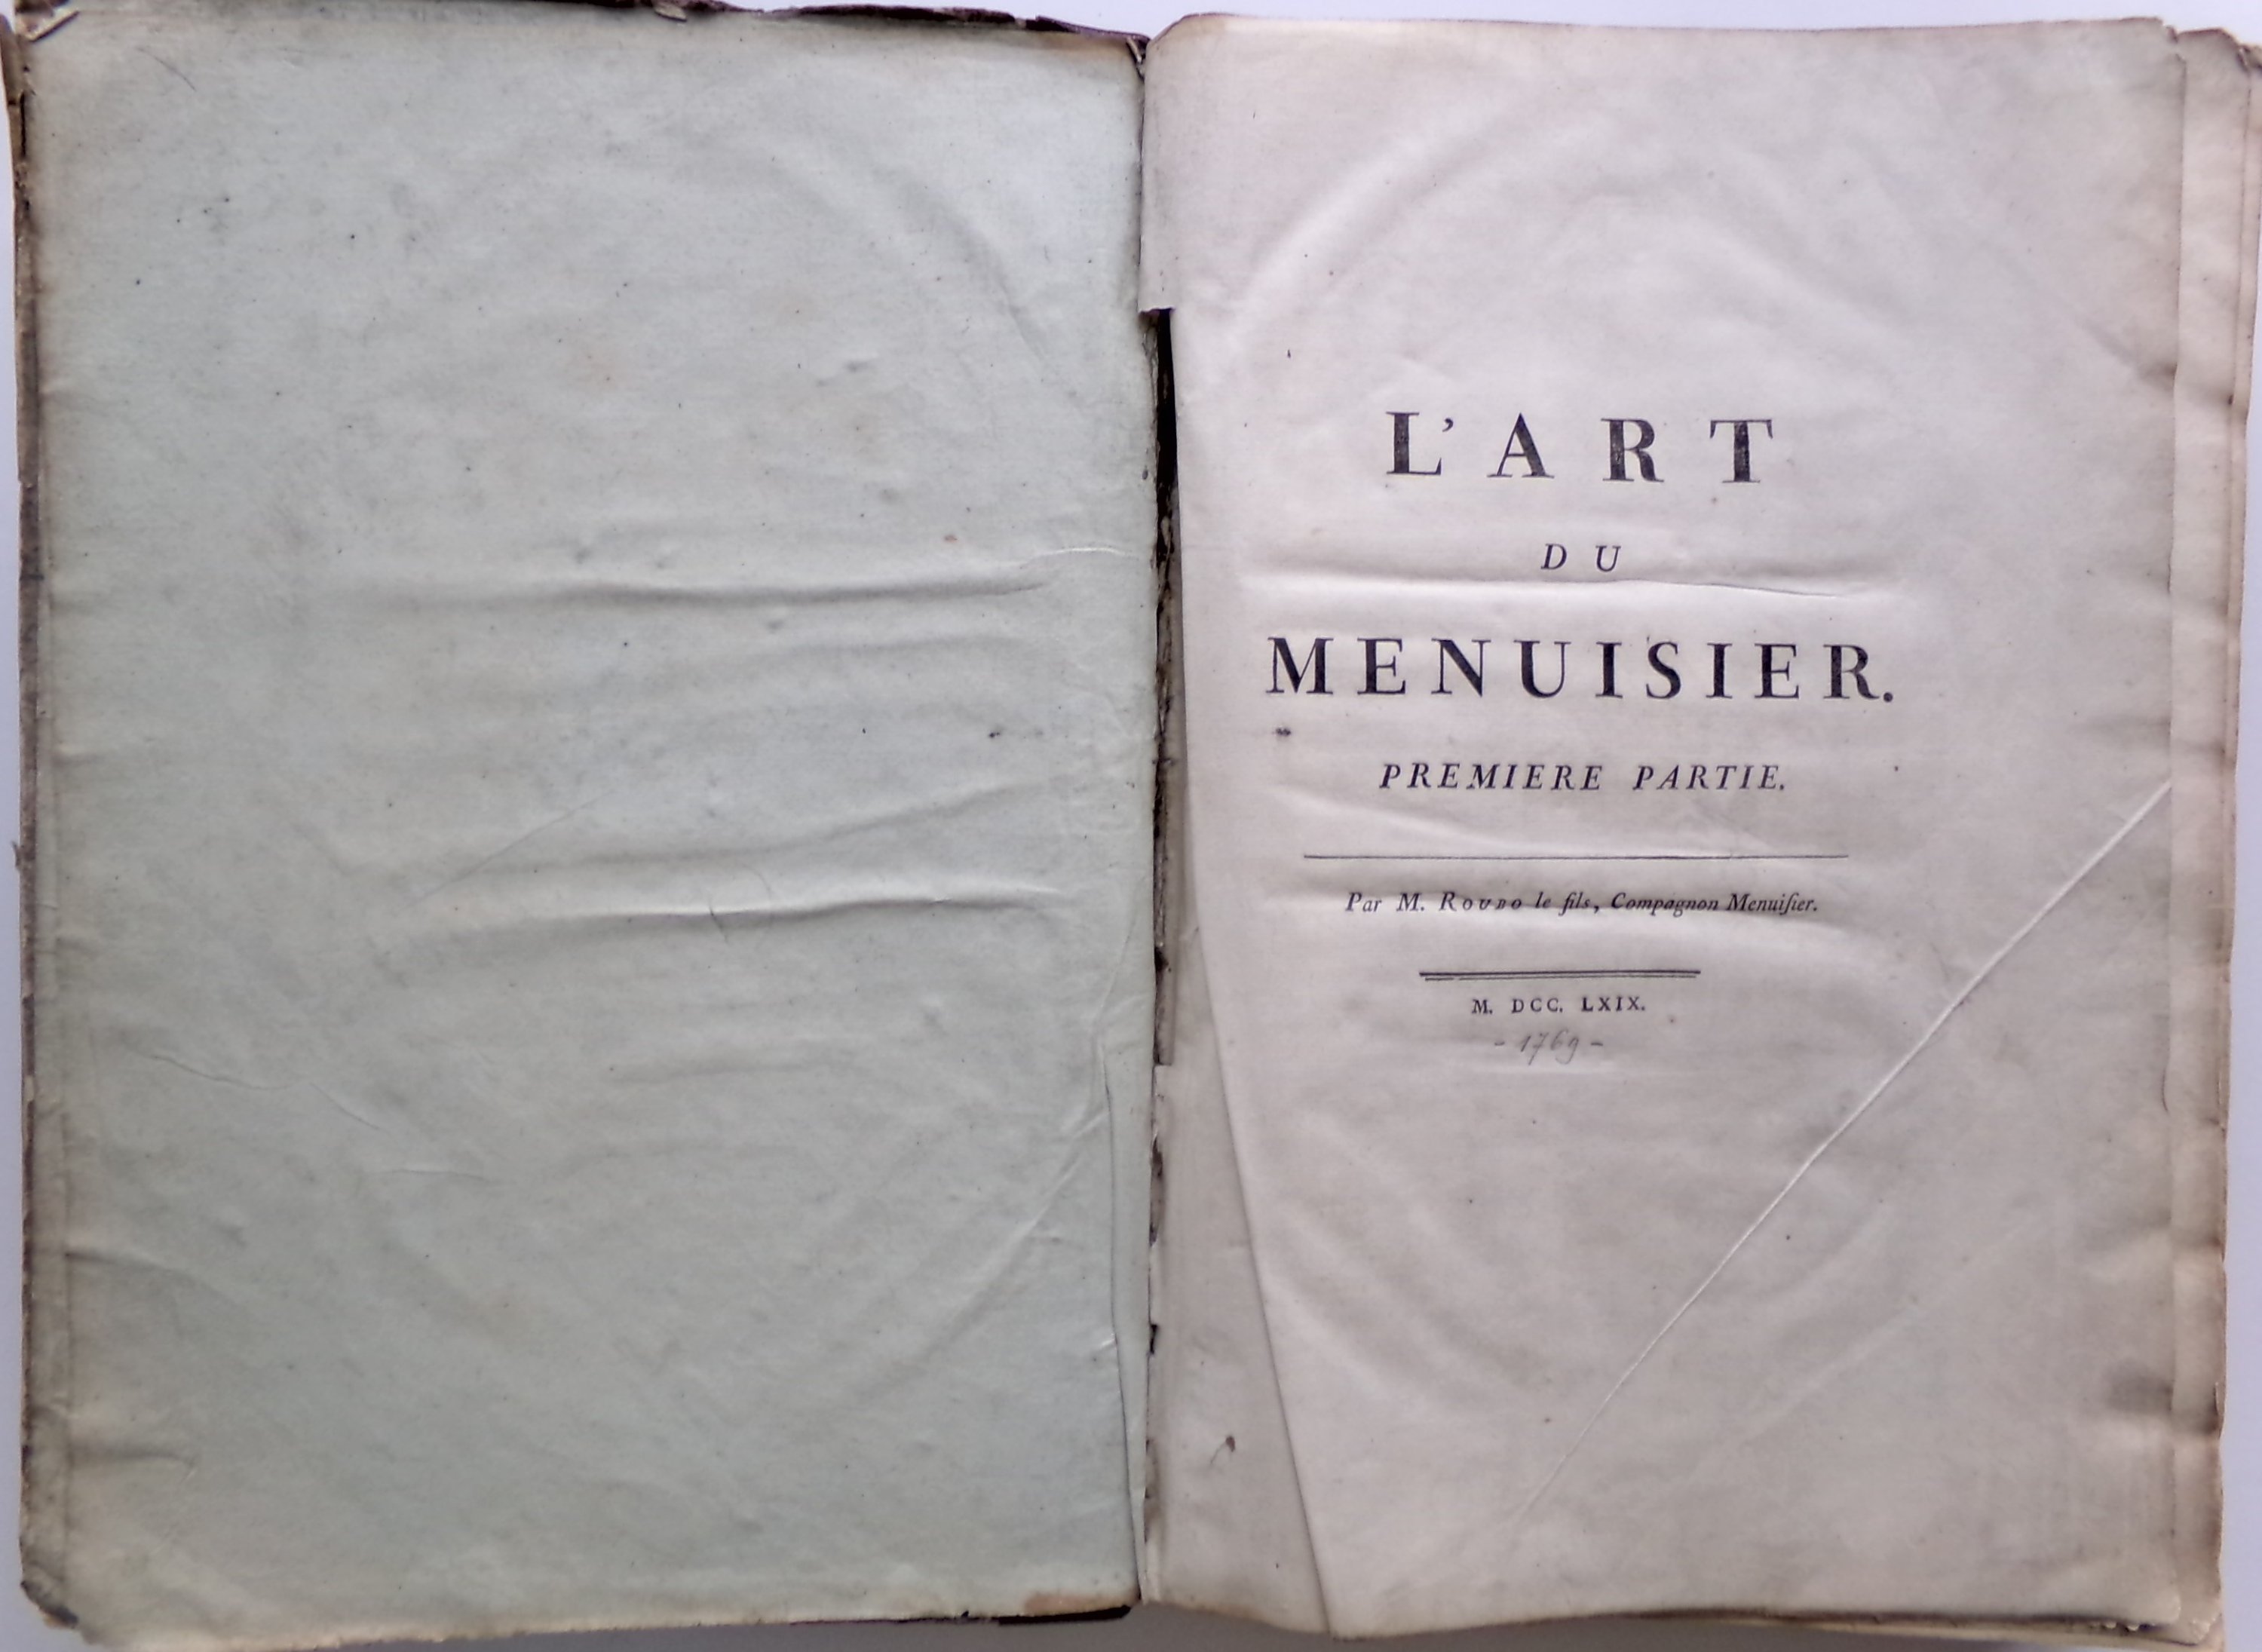 L'ART
DU
MENUISIER.
PREMIERE PARTIE.
Par M. ROUBO le fils, Compagnon Menuiſier.
M. DCC. LXIX.
- 1769 -